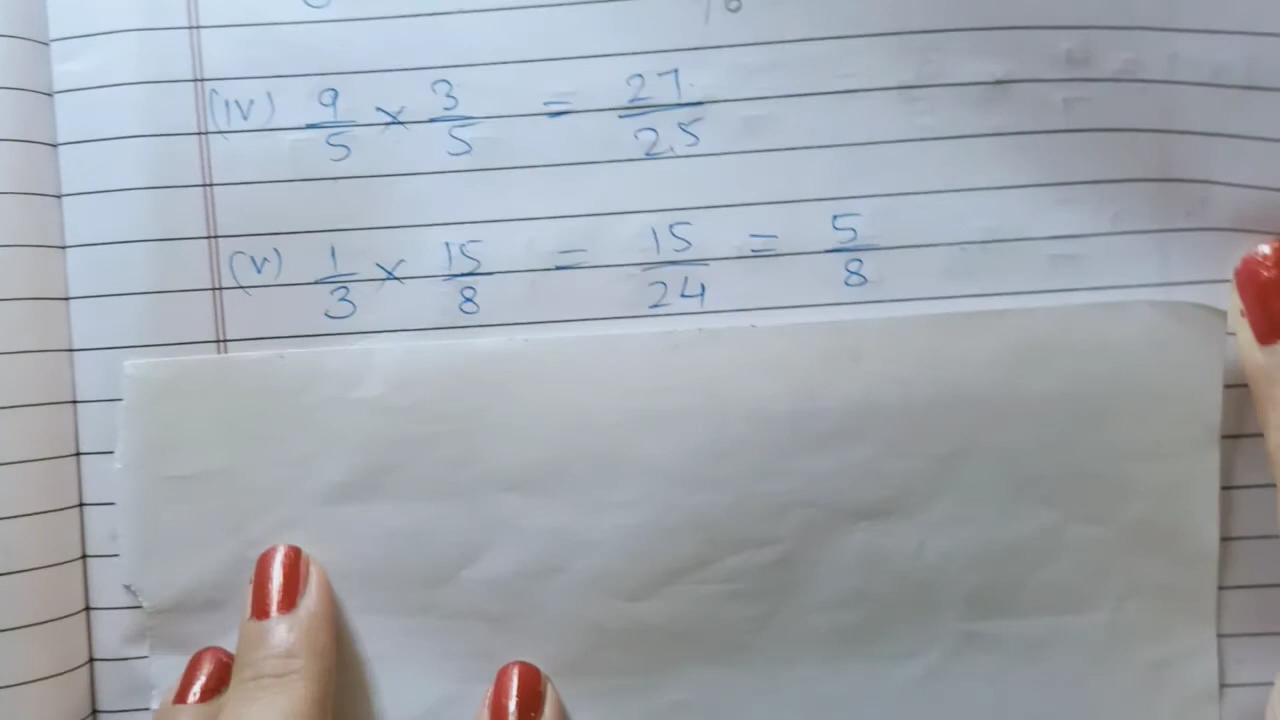 (iv) 9/5 × 3/5 = 27/25
(v) 1/3 × 15/8 = 15/24 = 5/8